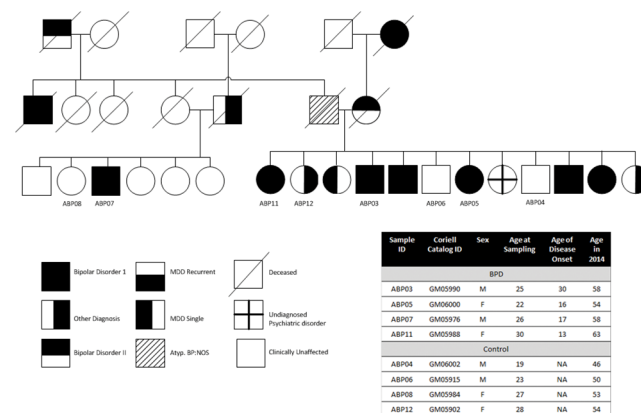 ABP08 ABP07
ABP11 ABP12 ABP03 ABP06 ABP05 ABP04
Bipolar Disorder 1
MDD Recurrent
Deceased
Other Diagnosis
MDD Single
Undiagnosed
Psychiatric disorder
Bipolar Disorder II
Atyp. BP:NOS
Clinically Unaffected
Sample ID Coriell Catalog ID Sex Age at Sampling Age of Disease Onset Age in 2014
BPD
ABP03 GM05990 M 25 30 58
ABP05 GM06000 F 22 16 54
ABP07 GM05976 M 26 17 58
ABP11 GM05988 F 30 13 63
Control
ABP04 GM06002 M 19 NA 46
ABP06 GM05915 M 23 NA 50
ABP08 GM05984 F 27 NA 53
ABP12 GM05902 F 28 NA 54